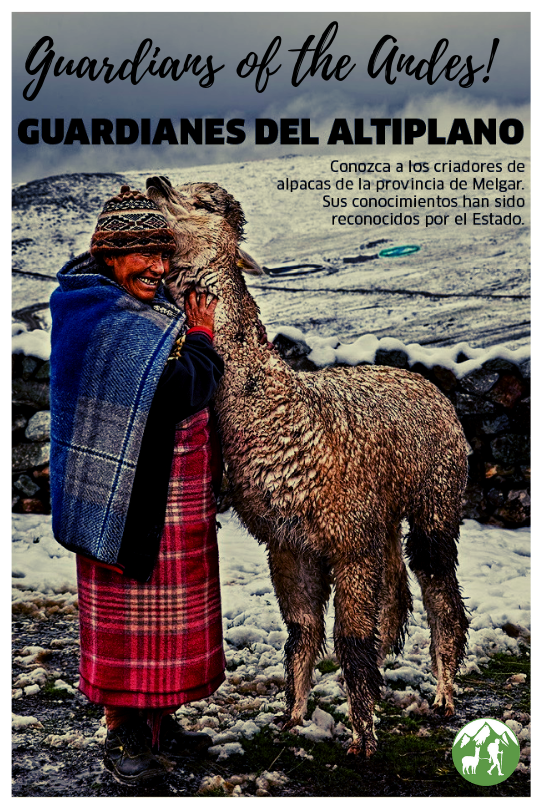 Guardians of the Andes!
GUARDIANES DEL ALTIPLANO
Conozca a los criadores de
alpacas de la provincia de Melgar.
Sus conocimientos han sido
reconocidos por el Estado.